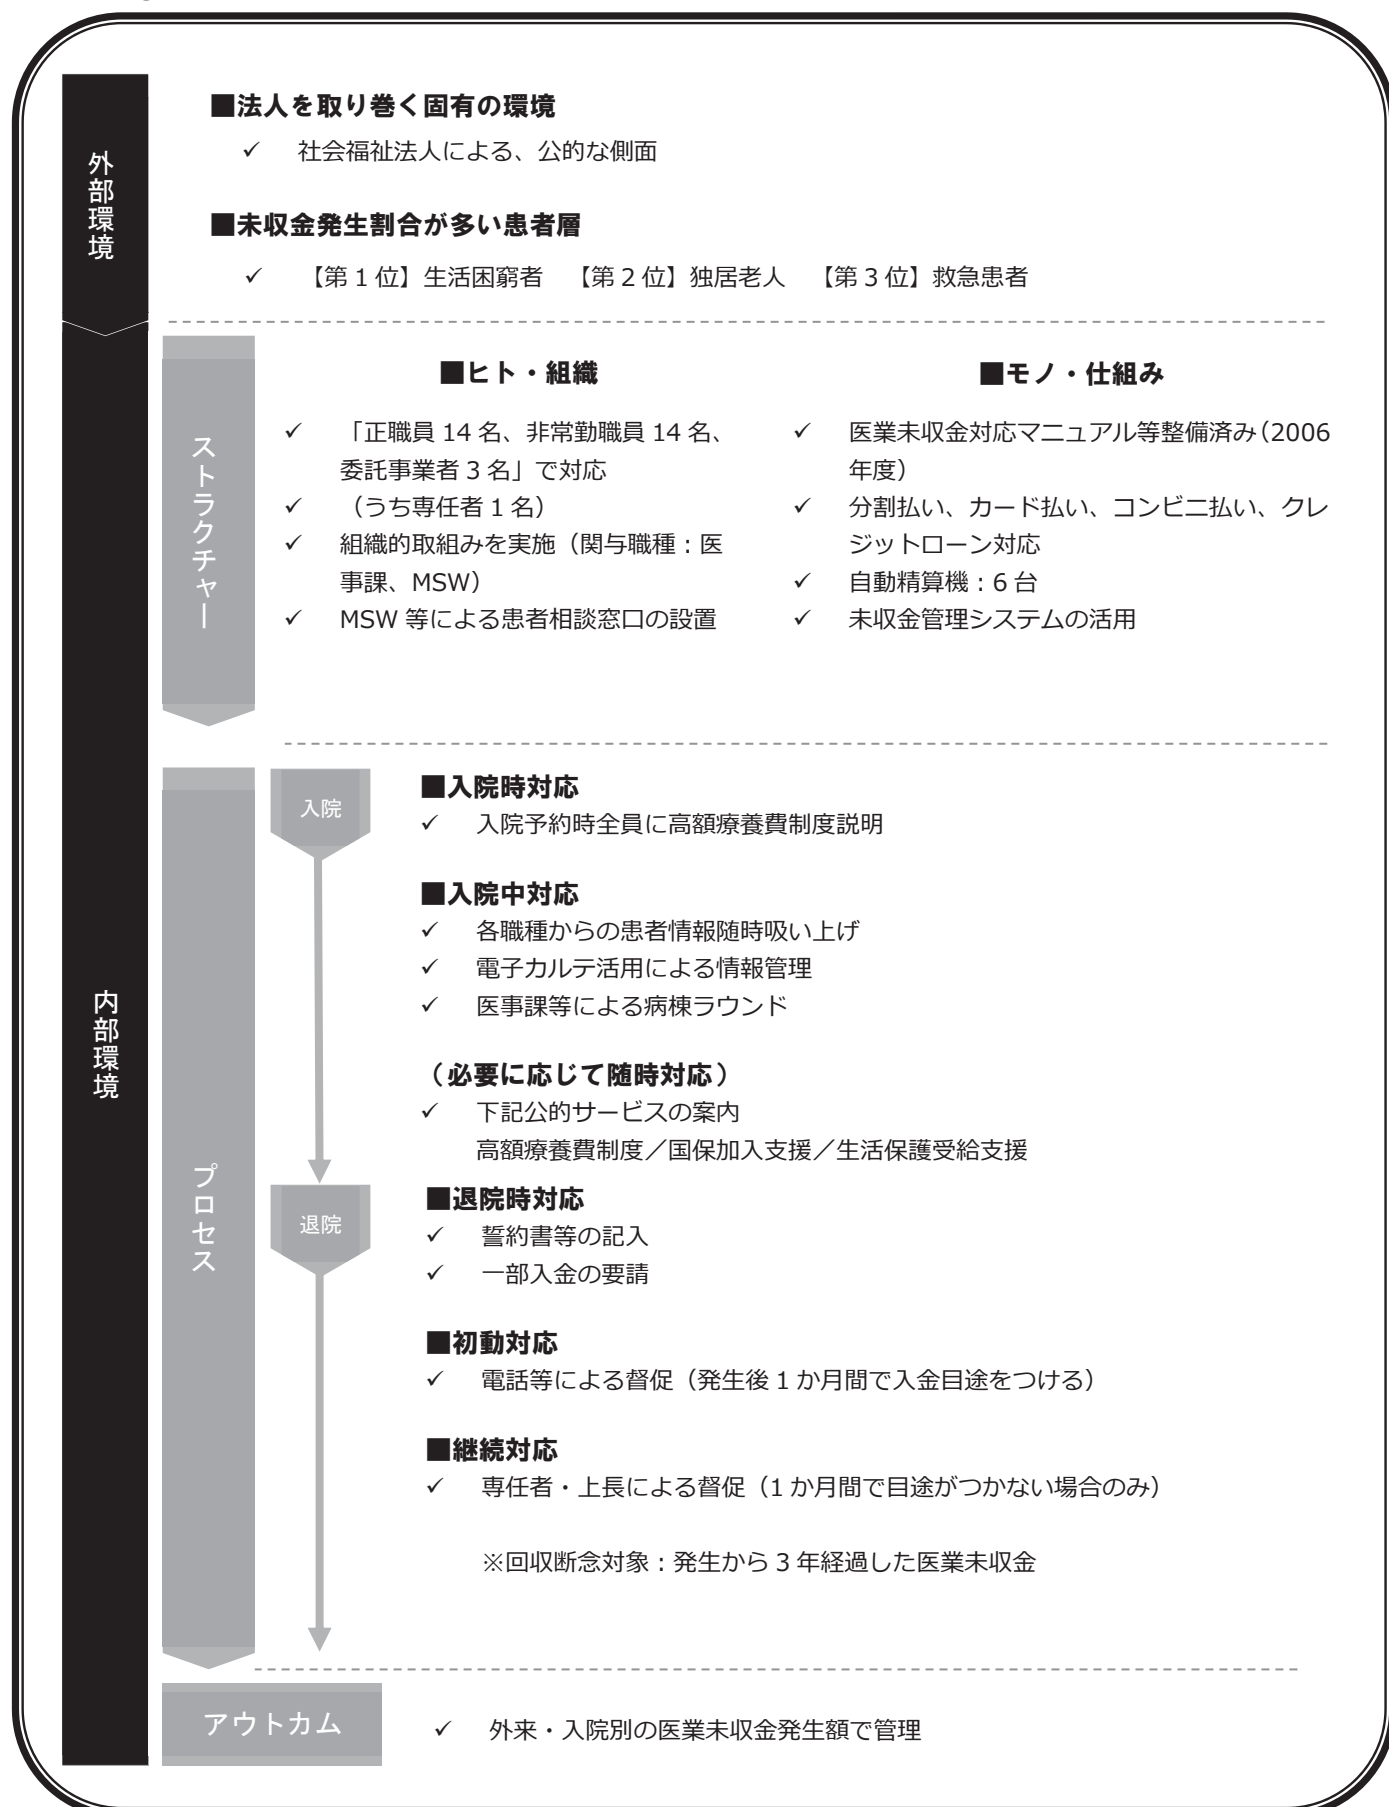 外部環境
■法人を取り巻く固有の環境
✓ 社会福祉法人による、公的な側面
■未収金発生割合が多い患者層
✓ 【第1位】生活困窮者 【第2位】独居老人 【第3位】救急患者
内部環境
ストラクチャー
■ヒト・組織
✓ 「正職員14名、非常勤職員14名、
委託事業者3名」で対応
✓ （うち専任者1名）
✓ 組織的取組みを実施（関与職種：医
事課、MSW）
✓ MSW等による患者相談窓口の設置
■モノ・仕組み
✓ 医業未収金対応マニュアル等整備済み（2006
年度）
✓ 分割払い、カード払い、コンビニ払い、クレ
ジットローン対応
✓ 自動精算機：6台
✓ 未収金管理システムの活用
プロセス
入院
■入院時対応
✓ 入院予約時全員に高額療養費制度説明
■入院中対応
✓ 各職種からの患者情報随時吸い上げ
✓ 電子カルテ活用による情報管理
✓ 医事課等による病棟ラウンド
（必要に応じて随時対応）
✓ 下記公的サービスの案内
高額療養費制度／国保加入支援／生活保護受給支援
退院
■退院時対応
✓ 誓約書等の記入
✓ 一部入金の要請
■初動対応
✓ 電話等による督促（発生後1か月間で入金目途をつける）
■継続対応
✓ 専任者・上長による督促（1か月間で目途がつかない場合のみ）
※回収断念対象：発生から3年経過した医業未収金
アウトカム
✓ 外来・入院別の医業未収金発生額で管理